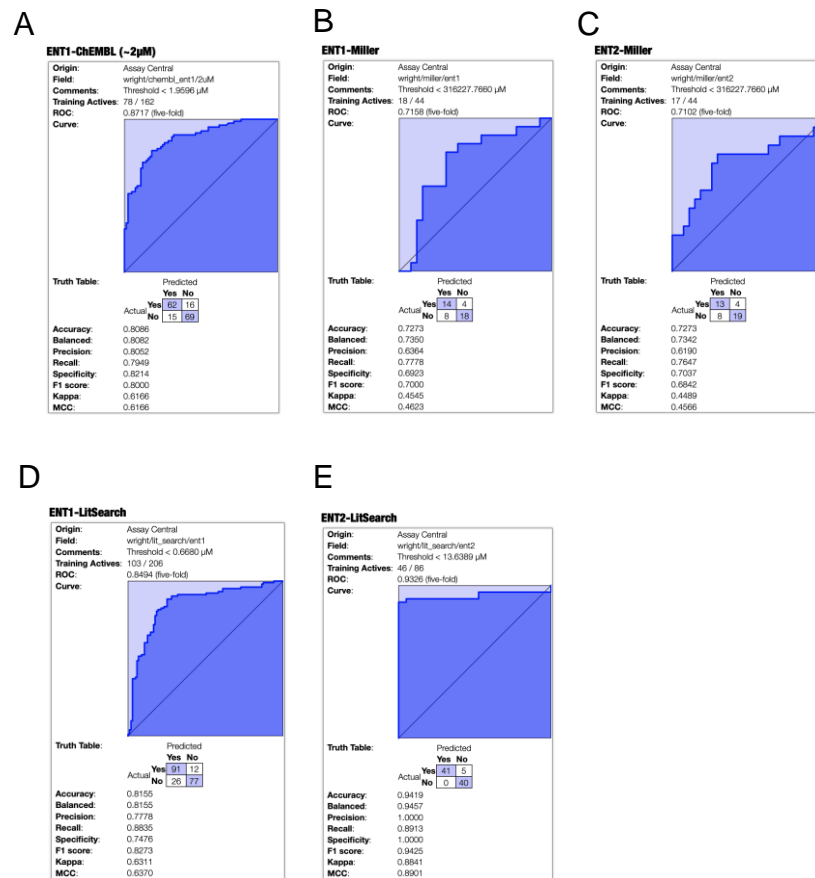 A
ENT1-ChEMBL (~2µM)
Origin: Assay Central
Field: wright/chembl_ent1/2uM
Comments: Threshold < 1.9596 µM
Training Actives: 78 / 162
ROC: 0.8717 (five-fold)
Curve:
Truth Table: Predicted
Yes No
Actual Yes 62 16
No 15 69
Accuracy: 0.8086
Balanced: 0.8082
Precision: 0.8052
Recall: 0.7949
Specificity: 0.8214
F1 score: 0.8000
Kappa: 0.6166
MCC: 0.6166
B
ENT1-Miller
Origin: Assay Central
Field: wright/miller/ent1
Comments: Threshold < 316227.7660 µM
Training Actives: 18 / 44
ROC: 0.7158 (five-fold)
Curve:
Truth Table: Predicted
Yes No
Actual Yes 14 4
No 8 18
Accuracy: 0.7273
Balanced: 0.7350
Precision: 0.6364
Recall: 0.7778
Specificity: 0.6923
F1 score: 0.7000
Kappa: 0.4545
MCC: 0.4623
C
ENT2-Miller
Origin: Assay Central
Field: wright/miller/ent2
Comments: Threshold < 316227.7660 µM
Training Actives: 17 / 44
ROC: 0.7102 (five-fold)
Curve:
Truth Table: Predicted
Yes No
Actual Yes 13 4
No 8 19
Accuracy: 0.7273
Balanced: 0.7342
Precision: 0.6190
Recall: 0.7647
Specificity: 0.7037
F1 score: 0.6842
Kappa: 0.4489
MCC: 0.4566
D
ENT1-LitSearch
Origin: Assay Central
Field: wright/lit_search/ent1
Comments: Threshold < 0.6680 µM
Training Actives: 103 / 206
ROC: 0.8494 (five-fold)
Curve:
Truth Table: Predicted
Yes No
Actual Yes 91 12
No 26 77
Accuracy: 0.8155
Balanced: 0.8155
Precision: 0.7778
Recall: 0.8835
Specificity: 0.7476
F1 score: 0.8273
Kappa: 0.6311
MCC: 0.6370
E
ENT2-LitSearch
Origin: Assay Central
Field: wright/lit_search/ent2
Comments: Threshold < 13.6389 µM
Training Actives: 46 / 86
ROC: 0.9326 (five-fold)
Curve:
Truth Table: Predicted
Yes No
Actual Yes 41 5
No 0 40
Accuracy: 0.9419
Balanced: 0.9457
Precision: 1.0000
Recall: 0.8913
Specificity: 1.0000
F1 score: 0.9425
Kappa: 0.8841
MCC: 0.8901